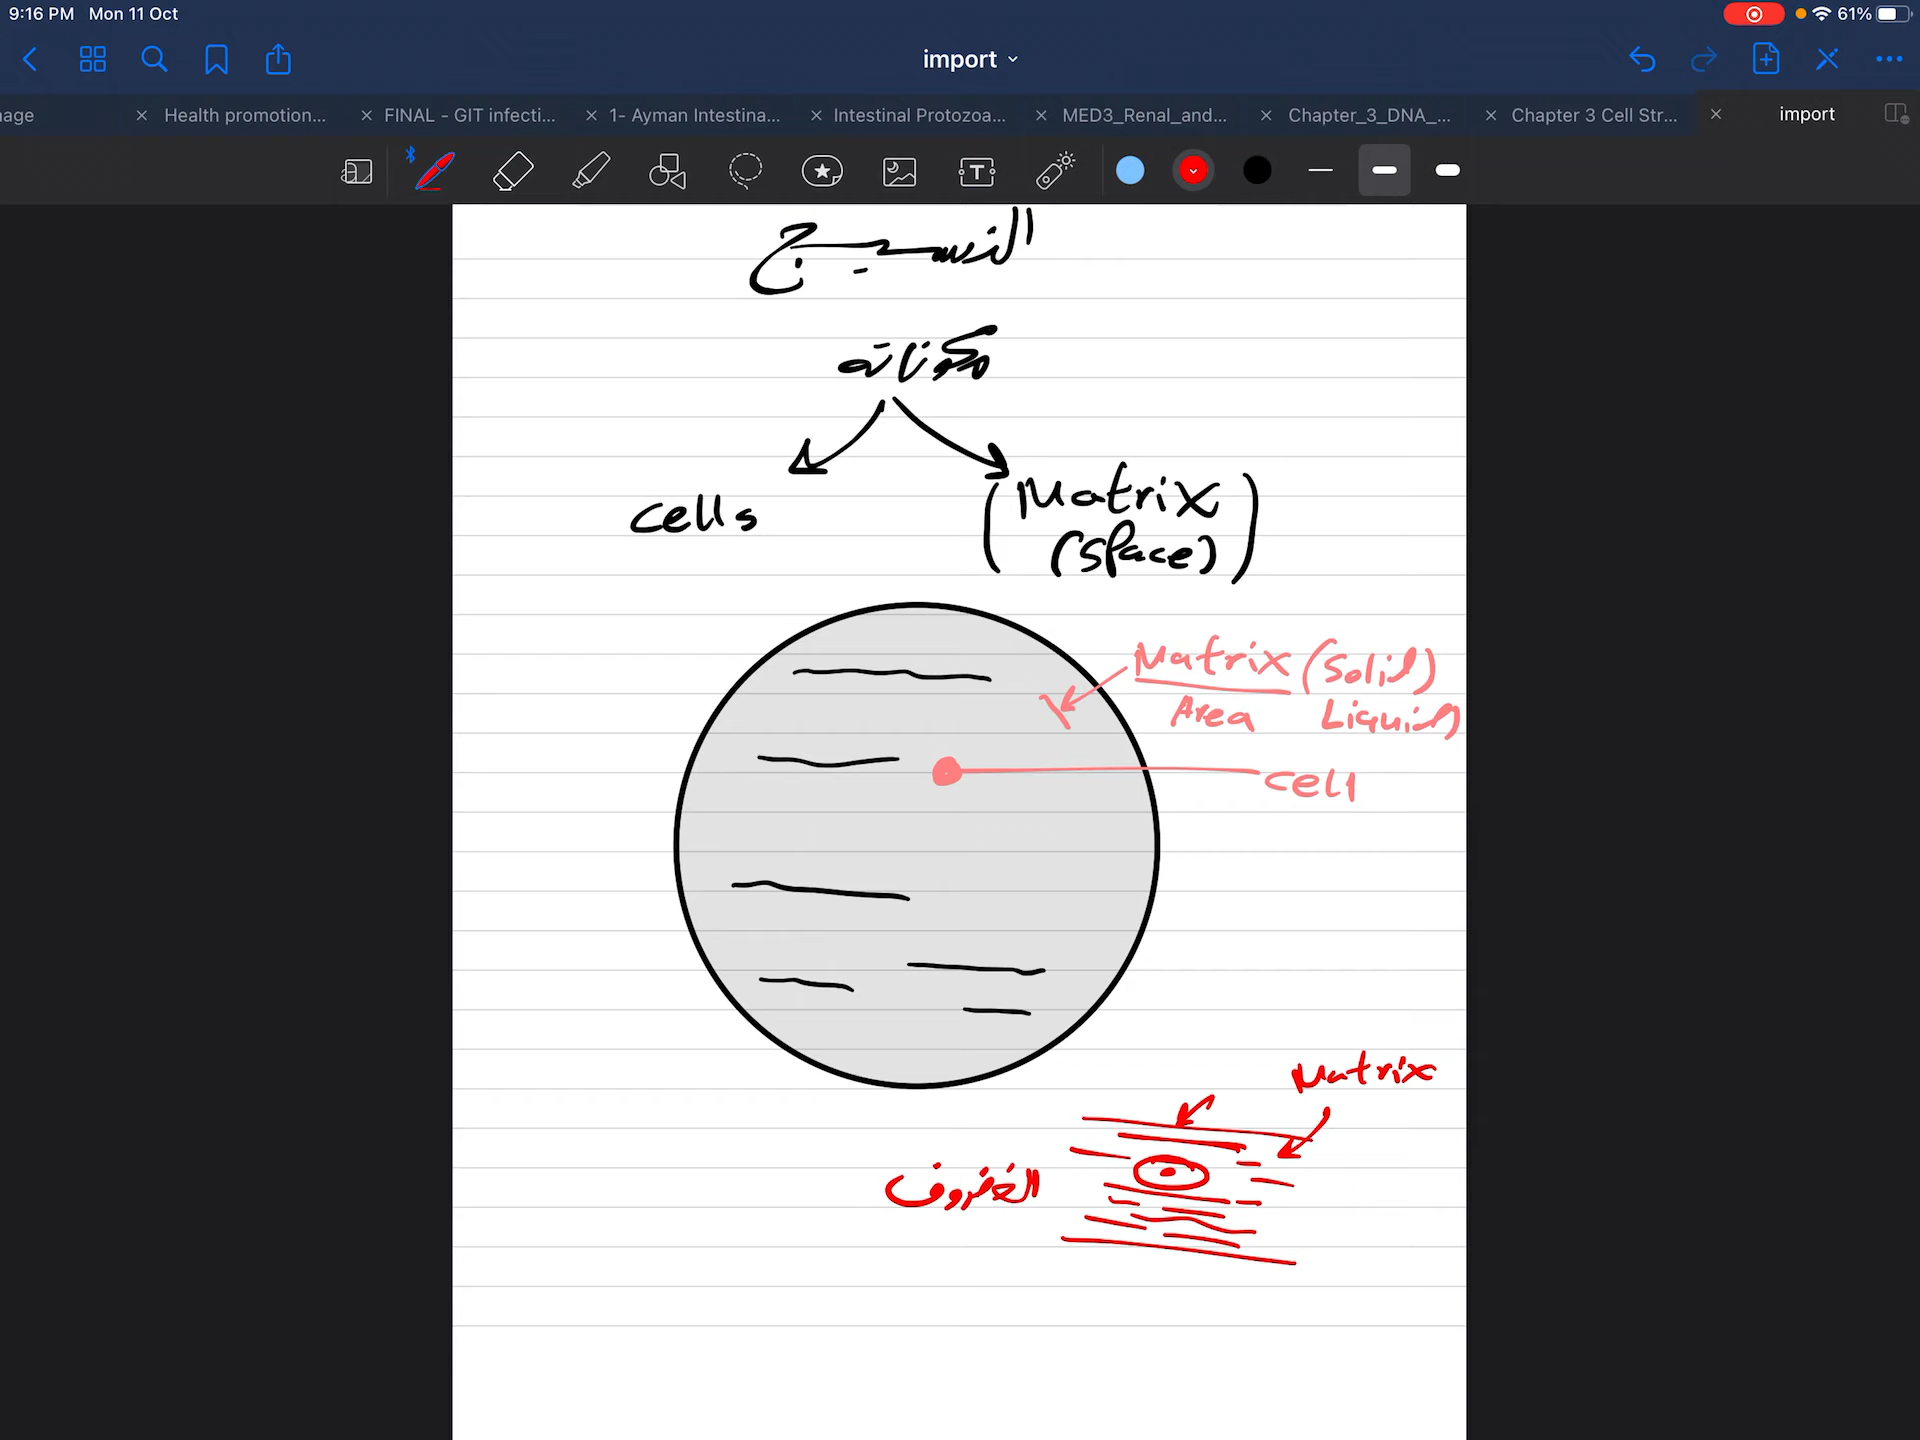 9:16 PM Mon 11 Oct
61%
import
nage
Health promotion...
FINAL - GIT infecti...
1- Ayman Intestina...
Intestinal Protozoa...
MED3_Renal_and...
Chapter_3_DNA_...
Chapter 3 Cell Str...
import
النسيج
مكوناته
cells
(Matrix
(space))
Matrix (Solid)
Area Liquid
cell
Matrix
الغضروف